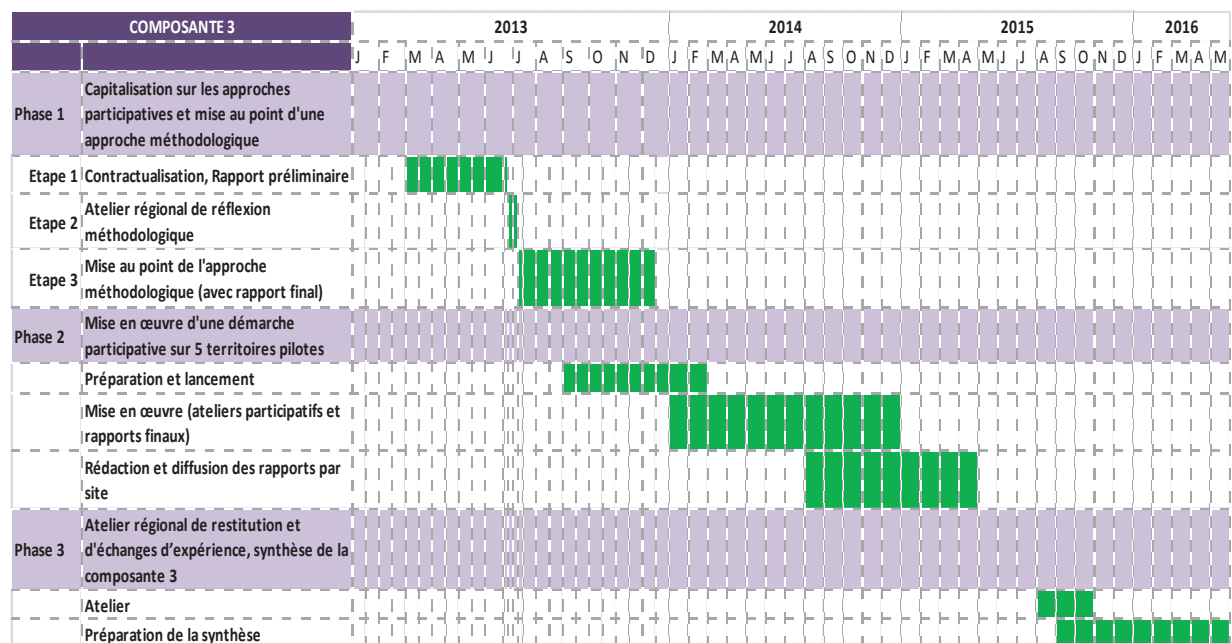 COMPOSANTE 3 2013 2014 2015 2016
J F M A M J J A S O N D J F M A M J J A S O N D J F M A M J J A S O N D J F M A M
Phase 1 Capitalisation sur les approches
participatives et mise au point d'une
approche méthodologique
Etape 1 Contractualisation, Rapport préliminaire
Etape 2 Atelier régional de réflexion
méthodologique
Etape 3 Mise au point de l'approche
méthodologique (avec rapport final)
Phase 2 Mise en œuvre d'une démarche
participative sur 5 territoires pilotes
Préparation et lancement
Mise en œuvre (ateliers participatifs et
rapports finaux)
Rédaction et diffusion des rapports par
site
Phase 3 Atelier régional de restitution et
d'échanges d’expérience, synthèse de la
composante 3
Atelier
Préparation de la synthèse